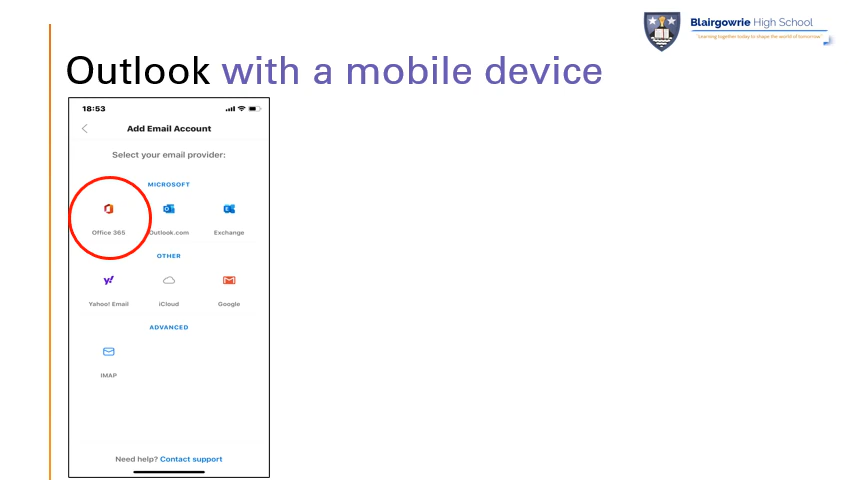 Blairgowrie High School
"Learning together today to shape the world of tomorrow"
Outlook with a mobile device
18:53
Add Email Account
Select your email provider:
MICROSOFT
Office 365
Outlook.com
Exchange
OTHER
Yahoo! Email
iCloud
Google
ADVANCED
IMAP
Need help? Contact support